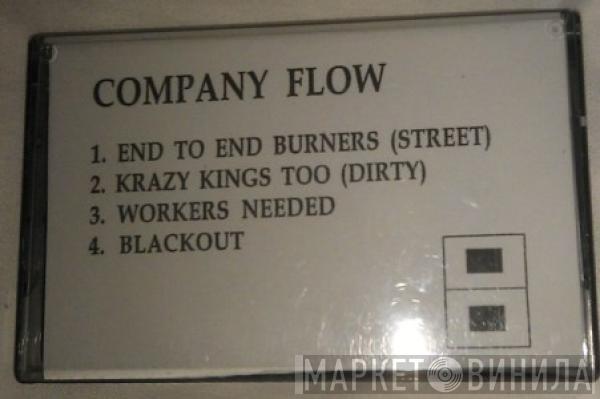 COMPANY FLOW
1. END TO END BURNERS (STREET)
2. KRAZY KINGS TOO (DIRTY)
3. WORKERS NEEDED
4. BLACKOUT
МАРКЕТ ВИНИЛА